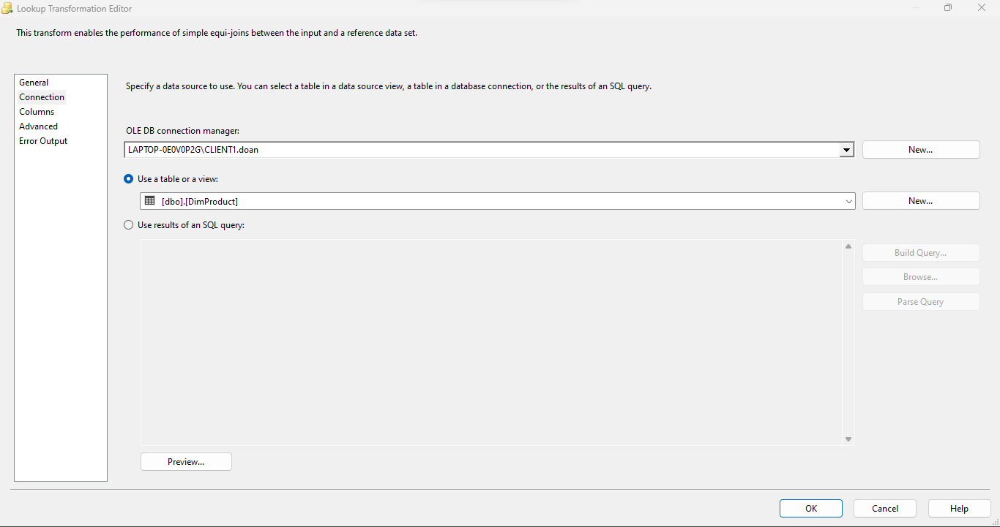 Lookup Transformation Editor
This transform enables the performance of simple equi-joins between the input and a reference data set.
General
Connection
Columns
Advanced
Error Output
Specify a data source to use. You can select a table in a data source view, a table in a database connection, or the results of an SQL query.
OLE DB connection manager:
LAPTOP-0E0V0P2G\CLIENT1.doan
New...
Use a table or a view:
[dbo].[DimProduct]
New...
Use results of an SQL query:
Build Query...
Browse...
Parse Query
Preview...
OK
Cancel
Help